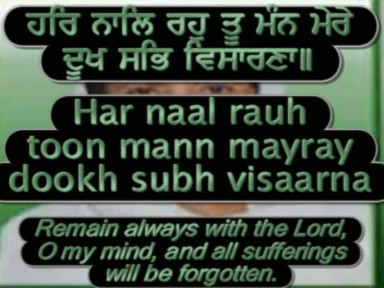 ਹਰਿ ਨਾਲਿ ਰਹੁ ਤੂ ਮੰਨ ਮੇਰੇ
ਦੂਖ ਸਭਿ ਵਿਸਾਰਣਾ॥
Har naal rauh
toon mann mayray
dookh subh visaarna
Remain always with the Lord,
O my mind, and all sufferings
will be forgotten.